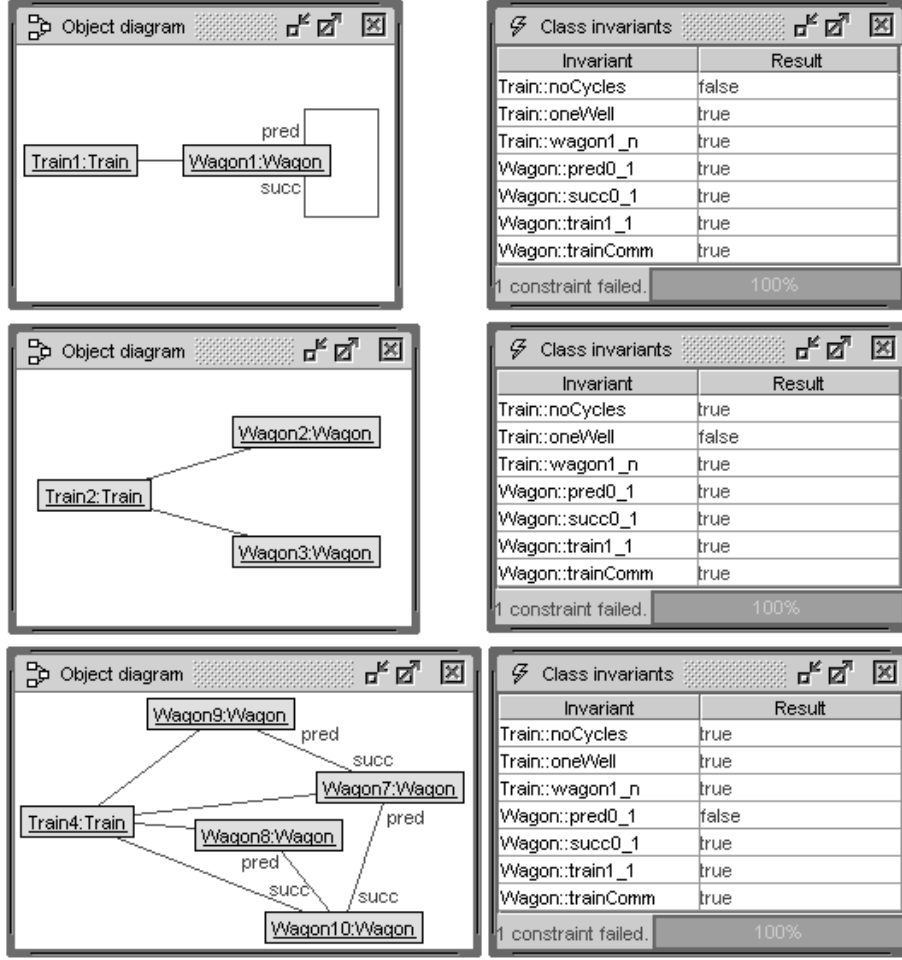 Object diagram
pred
Train1:Train
Wagon1:Wagon
succ
Class invariants
Invariant Result
Train::noCycles false
Train::oneWell true
Train::wagon1_n true
Wagon::pred0_1 true
Wagon::succ0_1 true
Wagon::train1_1 true
Wagon::trainComm true
1 constraint failed. 100%
Object diagram
Wagon2:Wagon
Train2:Train
Wagon3:Wagon
Class invariants
Invariant Result
Train::noCycles true
Train::oneWell false
Train::wagon1_n true
Wagon::pred0_1 true
Wagon::succ0_1 true
Wagon::train1_1 true
Wagon::trainComm true
1 constraint failed. 100%
Object diagram
Wagon9:Wagon
pred
succ
Wagon7:Wagon
Train4:Train
pred
Wagon8:Wagon
pred
succ
succ
Wagon10:Wagon
Class invariants
Invariant Result
Train::noCycles true
Train::oneWell true
Train::wagon1_n true
Wagon::pred0_1 false
Wagon::succ0_1 true
Wagon::train1_1 true
Wagon::trainComm true
1 constraint failed. 100%